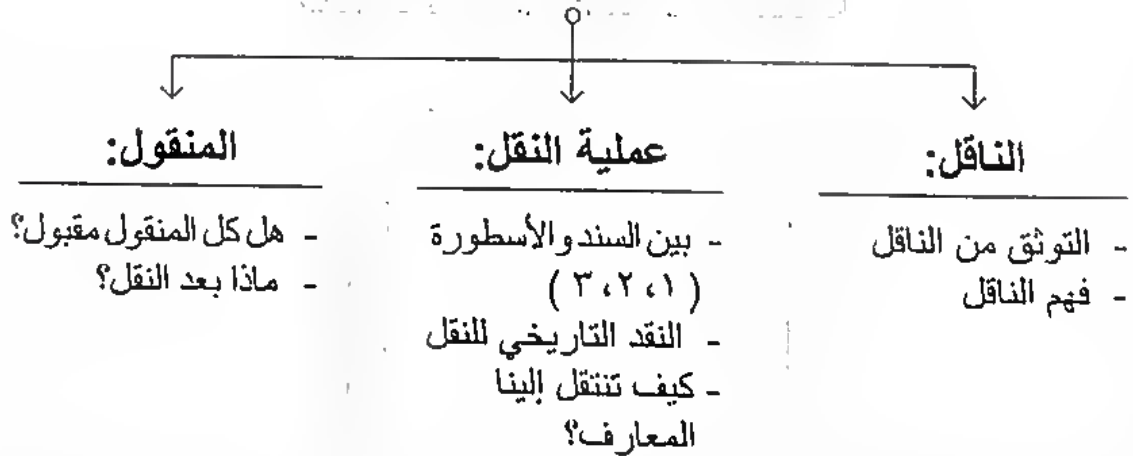 الناقل:
- التوثق من الناقل
- فهم الناقل
عملية النقل:
- بين السند والأسطورة
( ١، ٢، ٣ )
- النقد التاريخي للنقل
- كيف تنتقل إلينا
المعارف؟
المنقول:
- هل كل المنقول مقبول؟
- ماذا بعد النقل؟